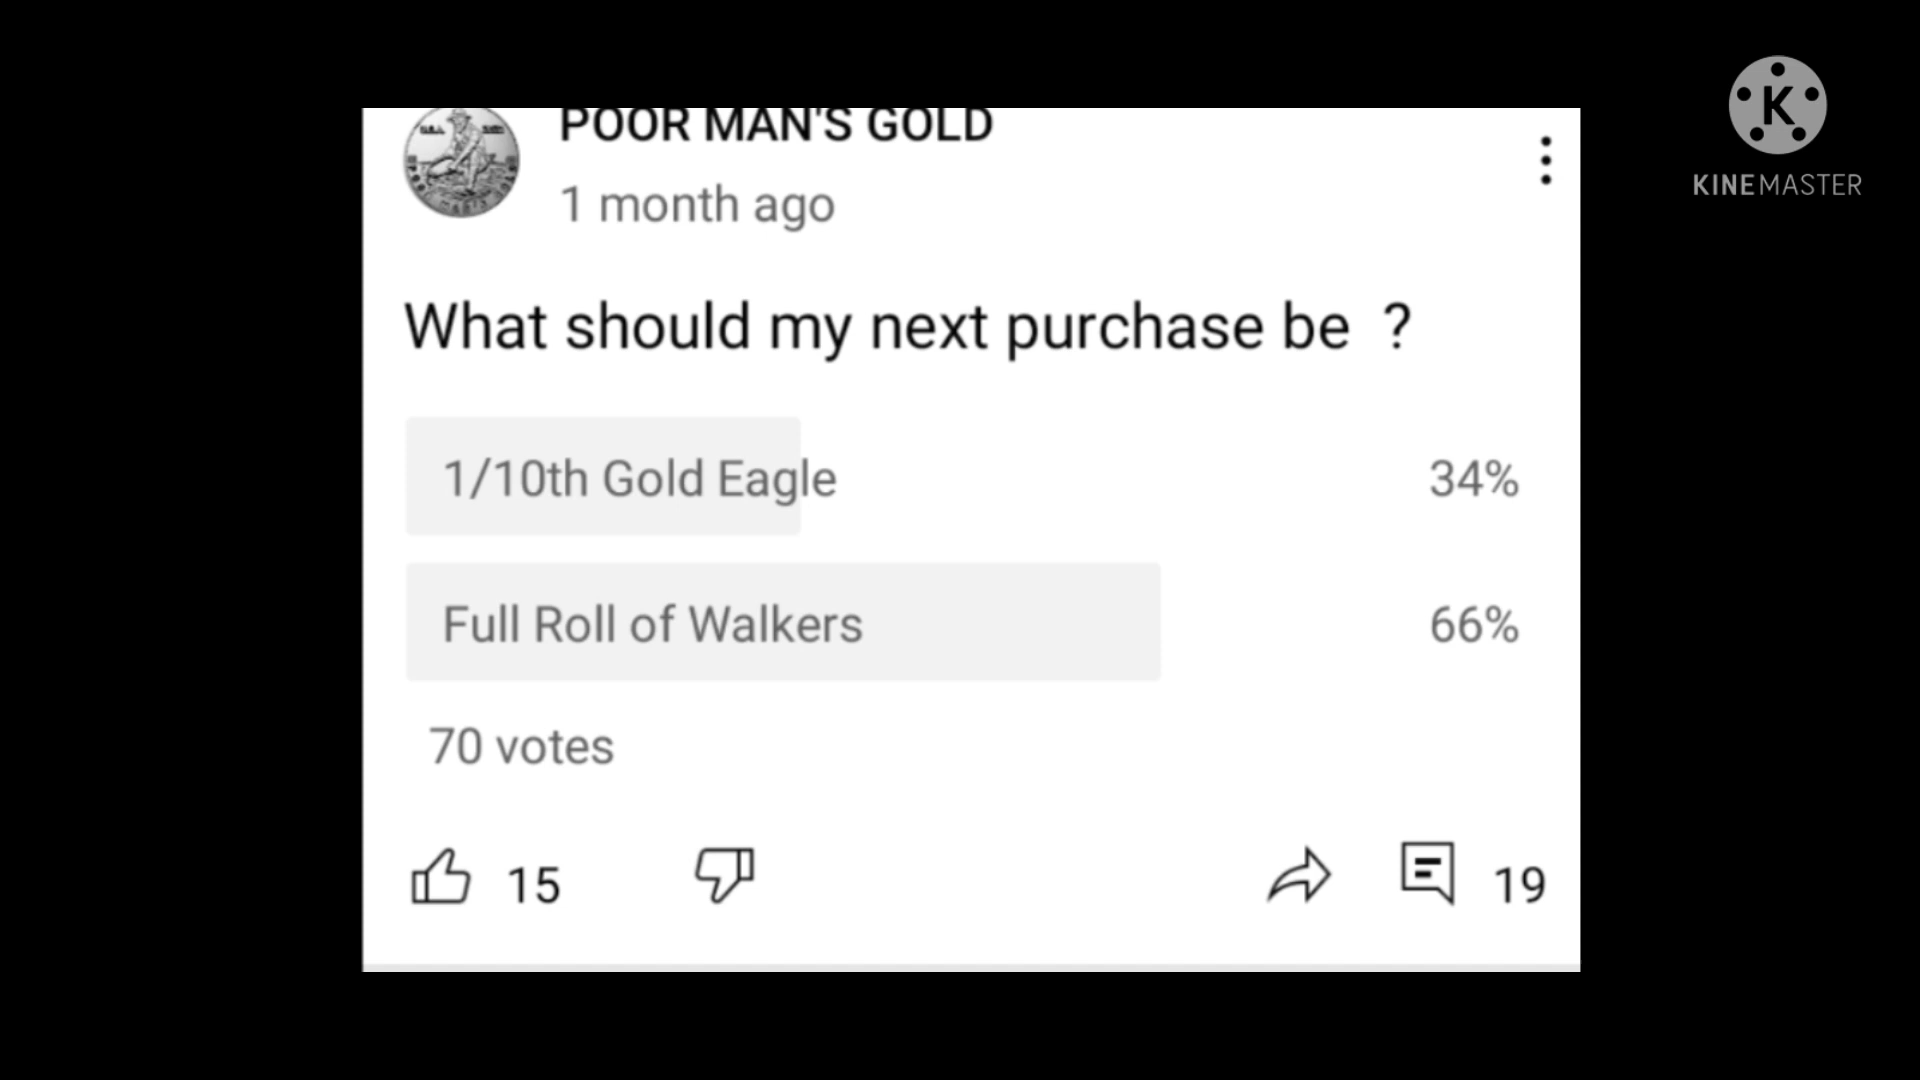 POOR MAN'S GOLD
1 month ago
What should my next purchase be ?
1/10th Gold Eagle 34%
Full Roll of Walkers 66%
70 votes
15 19
K
KINEMASTER